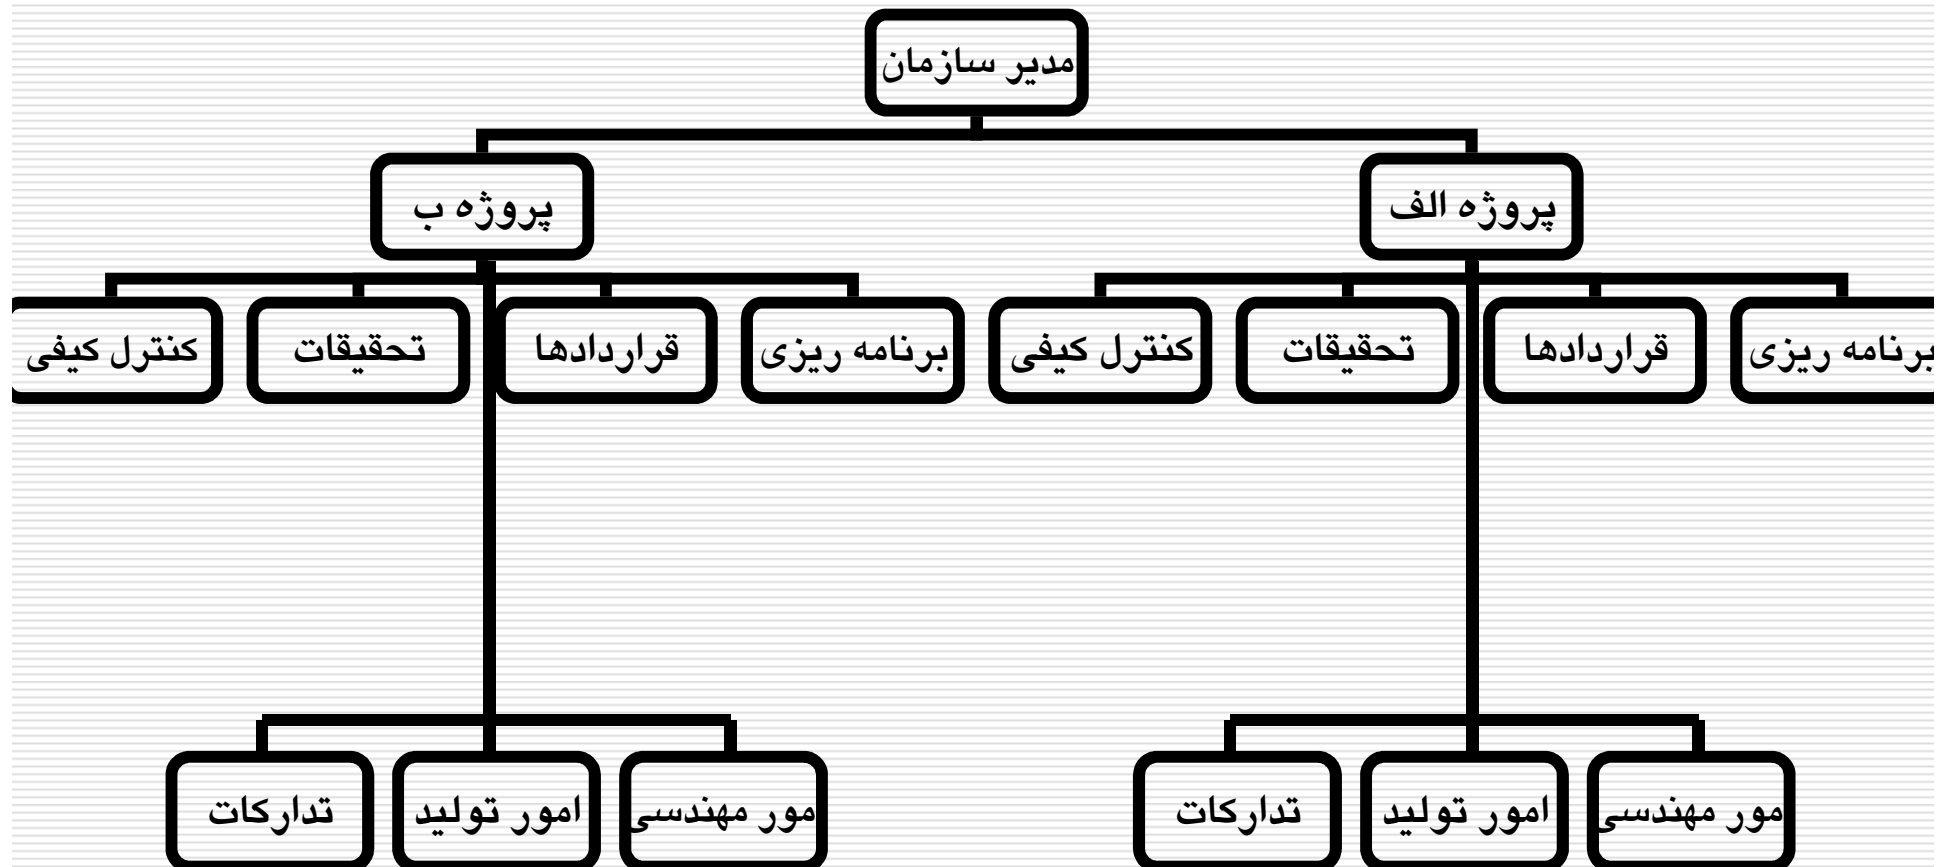 مدیر سازمان
پروژه الف
پروژه ب
برنامه ریزی
قراردادها
تحقیقات
کنترل کیفی
برنامه ریزی
قراردادها
تحقیقات
کنترل کیفی
مور مهندسی
امور تولید
تدارکات
مور مهندسی
امور تولید
تدارکات